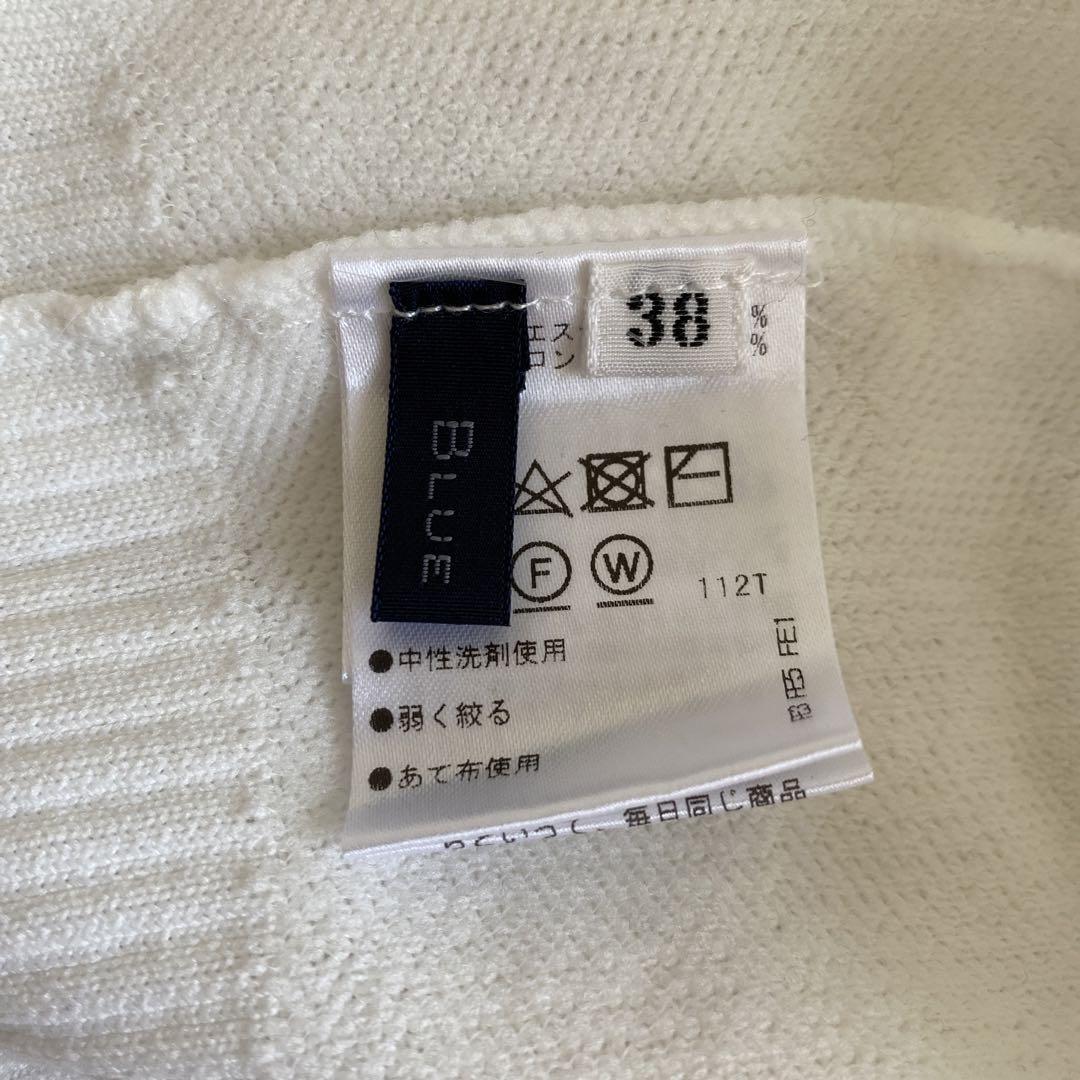 38
エス %
ロン %
BLUE
F W
112T
●中性洗剤使用
●弱く絞る
●あて布使用
毎日同じ商品